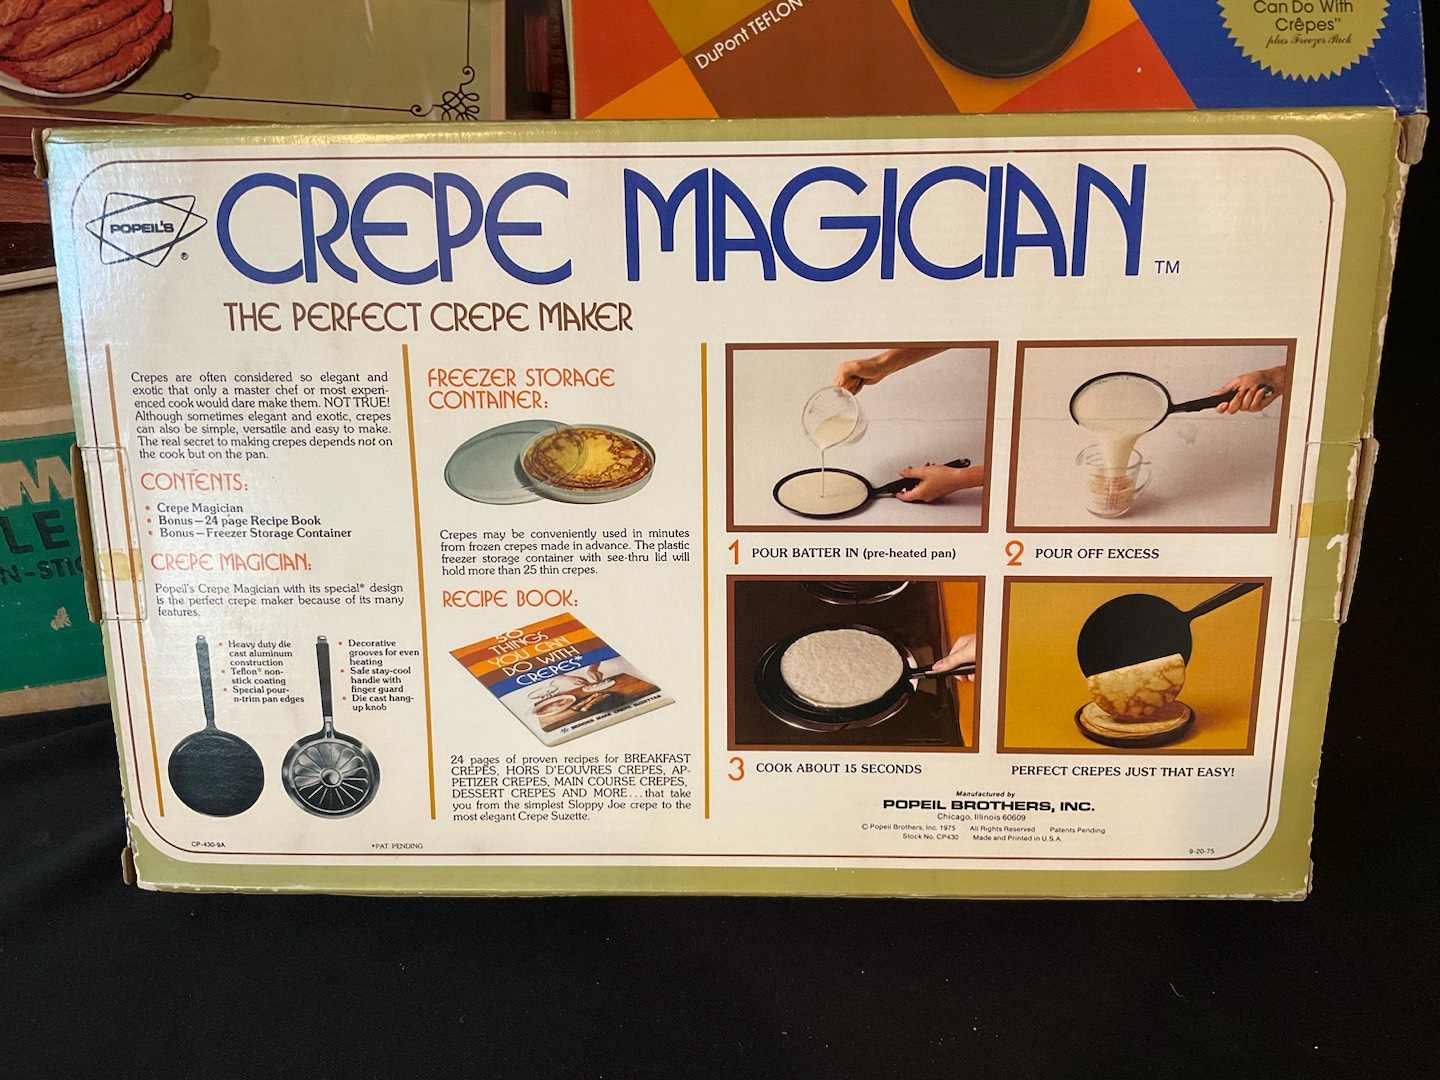 DuPont TEFLON
Can Do With
Crêpes"
plus Freezer Pack
M
LE
N-STI
POPEIL'S
®
CREPE MAGICIAN TM
THE PERFECT CREPE MAKER
Crepes are often considered so elegant and
exotic that only a master chef or most experi-
enced cook would dare make them. NOT TRUE!
Although sometimes elegant and exotic, crepes
can also be simple, versatile and easy to make.
The real secret to making crepes depends not on
the cook but on the pan.
CONTENTS:
• Crepe Magician
• Bonus—24 page Recipe Book
• Bonus—Freezer Storage Container
CREPE MAGICIAN:
Popeil's Crepe Magician with its special* design
is the perfect crepe maker because of its many
features.
• Heavy duty die
cast aluminum
construction
• Teflon® non-
stick coating
• Special pour-
n-trim pan edges
• Decorative
grooves for even
heating
• Safe stay-cool
handle with
finger guard
• Die cast hang-
up knob
CP-430-9A
*PAT. PENDING
FREEZER STORAGE
CONTAINER:
Crepes may be conveniently used in minutes
from frozen crepes made in advance. The plastic
freezer storage container with see-thru lid will
hold more than 25 thin crepes.
RECIPE BOOK:
50
THINGS
YOU CAN
DO WITH
CREPES*
* BESIDES MAKE CREPE SUZETTES
24 pages of proven recipes for BREAKFAST
CREPES, HORS D'EOUVRES CREPES, AP-
PETIZER CREPES, MAIN COURSE CREPES,
DESSERT CREPES AND MORE...that take
you from the simplest Sloppy Joe crepe to the
most elegant Crepe Suzette.
1 POUR BATTER IN (pre-heated pan)
2 POUR OFF EXCESS
3 COOK ABOUT 15 SECONDS
PERFECT CREPES JUST THAT EASY!
Manufactured by
POPEIL BROTHERS, INC.
Chicago, Illinois 60609
© Popeil Brothers, Inc. 1975 All Rights Reserved Patents Pending
Stock No. CP430 Made and Printed in U.S.A.
9-20-75